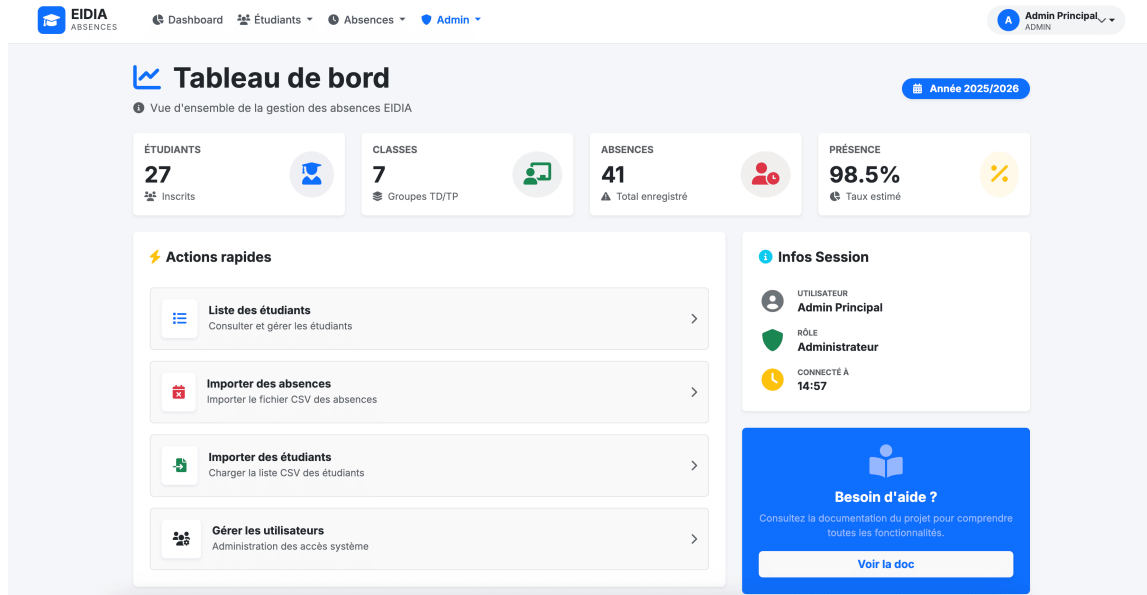 EIDIA
ABSENCES
Dashboard
Étudiants
Absences
Admin
A
Admin Principal
ADMIN
Tableau de bord
Vue d'ensemble de la gestion des absences EIDIA
Année 2025/2026
ÉTUDIANTS
27
Inscrits
CLASSES
7
Groupes TD/TP
ABSENCES
41
Total enregistré
PRÉSENCE
98.5%
Taux estimé
Actions rapides
Liste des étudiants
Consulter et gérer les étudiants
Importer des absences
Importer le fichier CSV des absences
Importer des étudiants
Charger la liste CSV des étudiants
Gérer les utilisateurs
Administration des accès système
Infos Session
UTILISATEUR
Admin Principal
RÔLE
Administrateur
CONNECTÉ À
14:57
Besoin d'aide ?
Consultez la documentation du projet pour comprendre
toutes les fonctionnalités.
Voir la doc